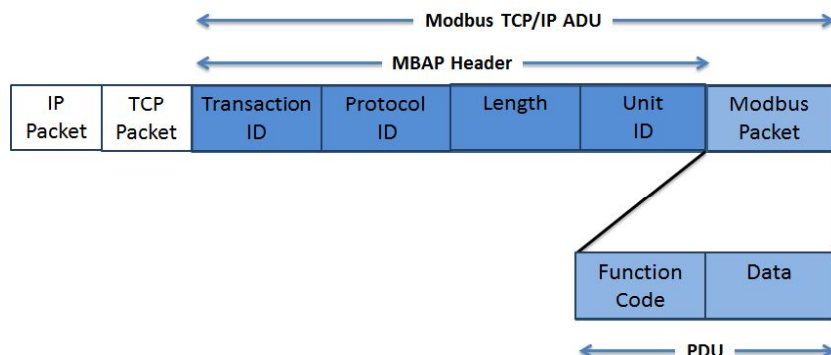 Modbus TCP/IP ADU
MBAP Header
IP Packet
TCP Packet
Transaction ID
Protocol ID
Length
Unit ID
Modbus Packet
Function Code
Data
PDU